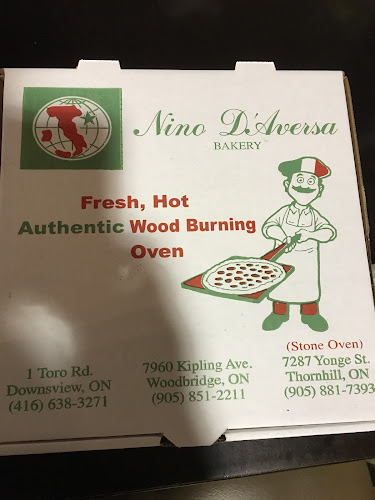 Nino D'Aversa
BAKERY
Fresh, Hot
Authentic Wood Burning
Oven
1 Toro Rd.
Downsview, ON
(416) 638-3271
7960 Kipling Ave.
Woodbridge, ON
(905) 851-2211
(Stone Oven)
7287 Yonge St.
Thornhill, ON
(905) 881-7393